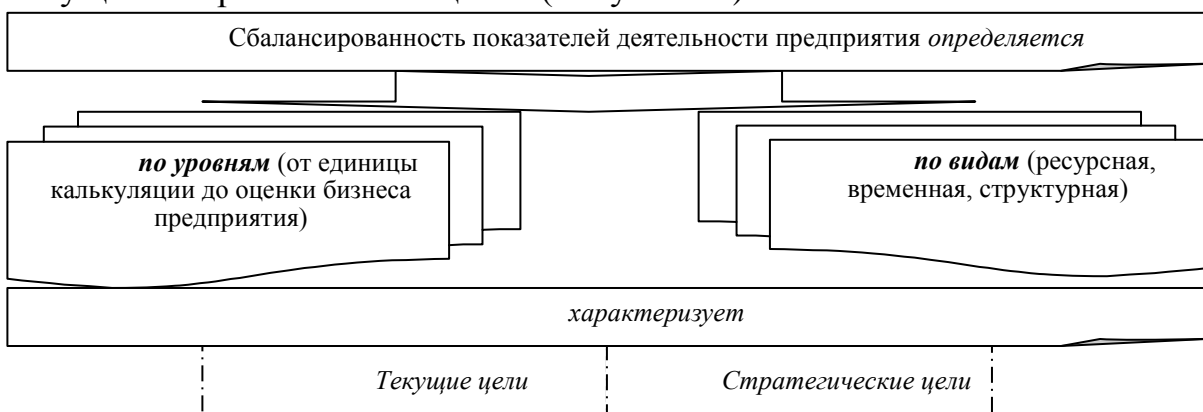 Сбалансированность показателей деятельности предприятия определяется
по уровням (от единицы
калькуляции до оценки бизнеса
предприятия)
по видам (ресурсная,
временная, структурная)
характеризует
Текущие цели
Стратегические цели